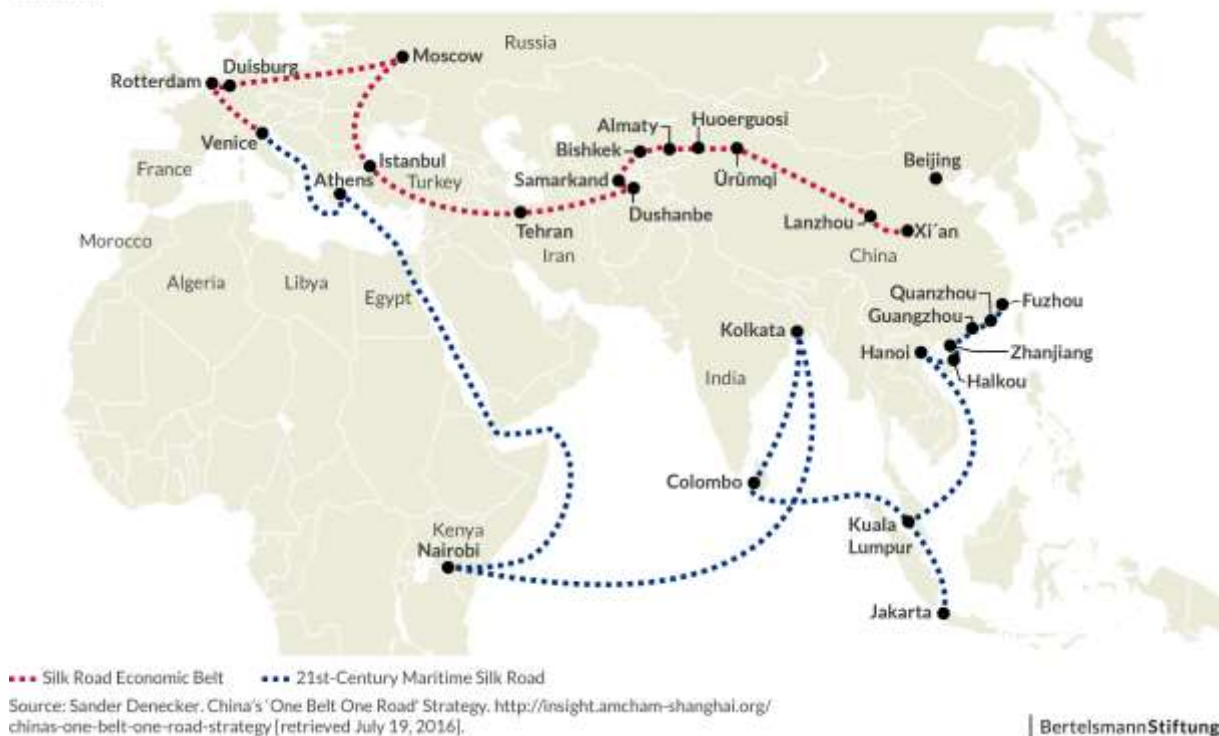 Moscow
Russia
Duisburg
Rotterdam
Venice
France
Istanbul
Athens
Turkey
Almaty
Huoerguosi
Bishkek
Samarkand
Ürümqi
Dushanbe
Beijing
Tehran
Iran
Lanzhou
Xi´an
China
Morocco
Algeria
Libya
Egypt
Quanzhou
Fuzhou
Guangzhou
Kolkata
Hanoi
Zhanjiang
Halkou
India
Colombo
Kuala
Lumpur
Kenya
Nairobi
Jakarta
Silk Road Economic Belt 21st-Century Maritime Silk Road
Source: Sander Denecker. China's 'One Belt One Road' Strategy. http://insight.amcham-shanghai.org/
chinas-one-belt-one-road-strategy [retrieved July 19, 2016].
BertelsmannStiftung